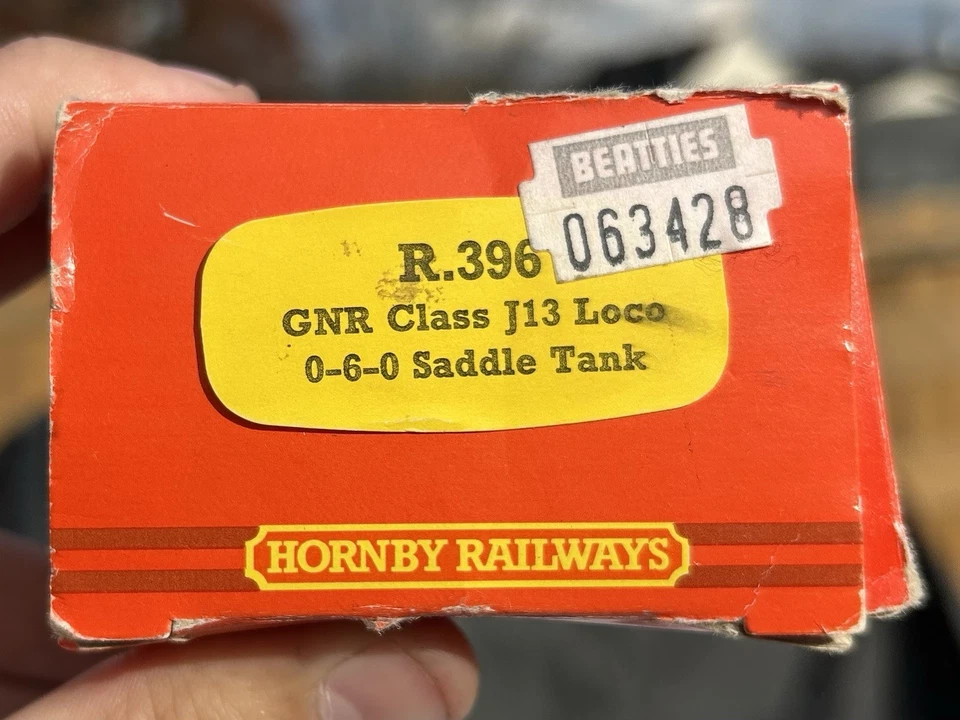 BEATTIES
063428
R.396
GNR Class J13 Loco
0-6-0 Saddle Tank
HORNBY RAILWAYS